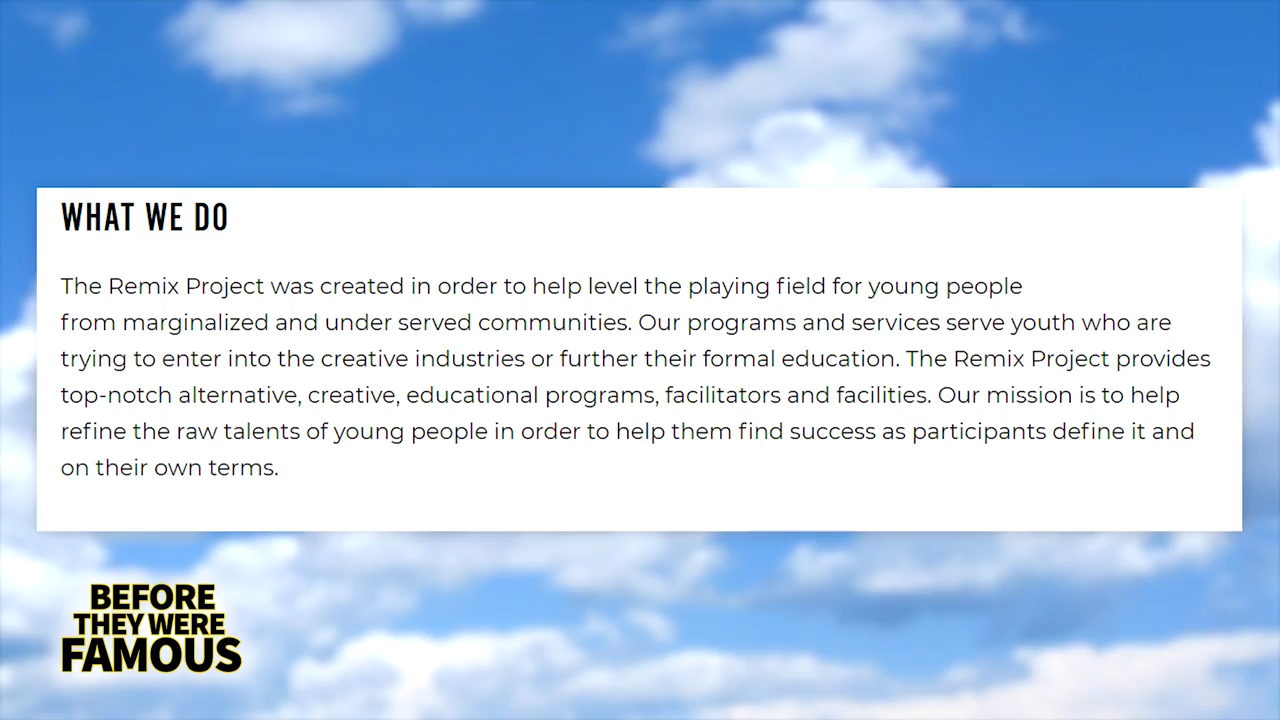 WHAT WE DO
The Remix Project was created in order to help level the playing field for young people
from marginalized and under served communities. Our programs and services serve youth who are
trying to enter into the creative industries or further their formal education. The Remix Project provides
top-notch alternative, creative, educational programs, facilitators and facilities. Our mission is to help
refine the raw talents of young people in order to help them find success as participants define it and
on their own terms.
BEFORE
THEY WERE
FAMOUS